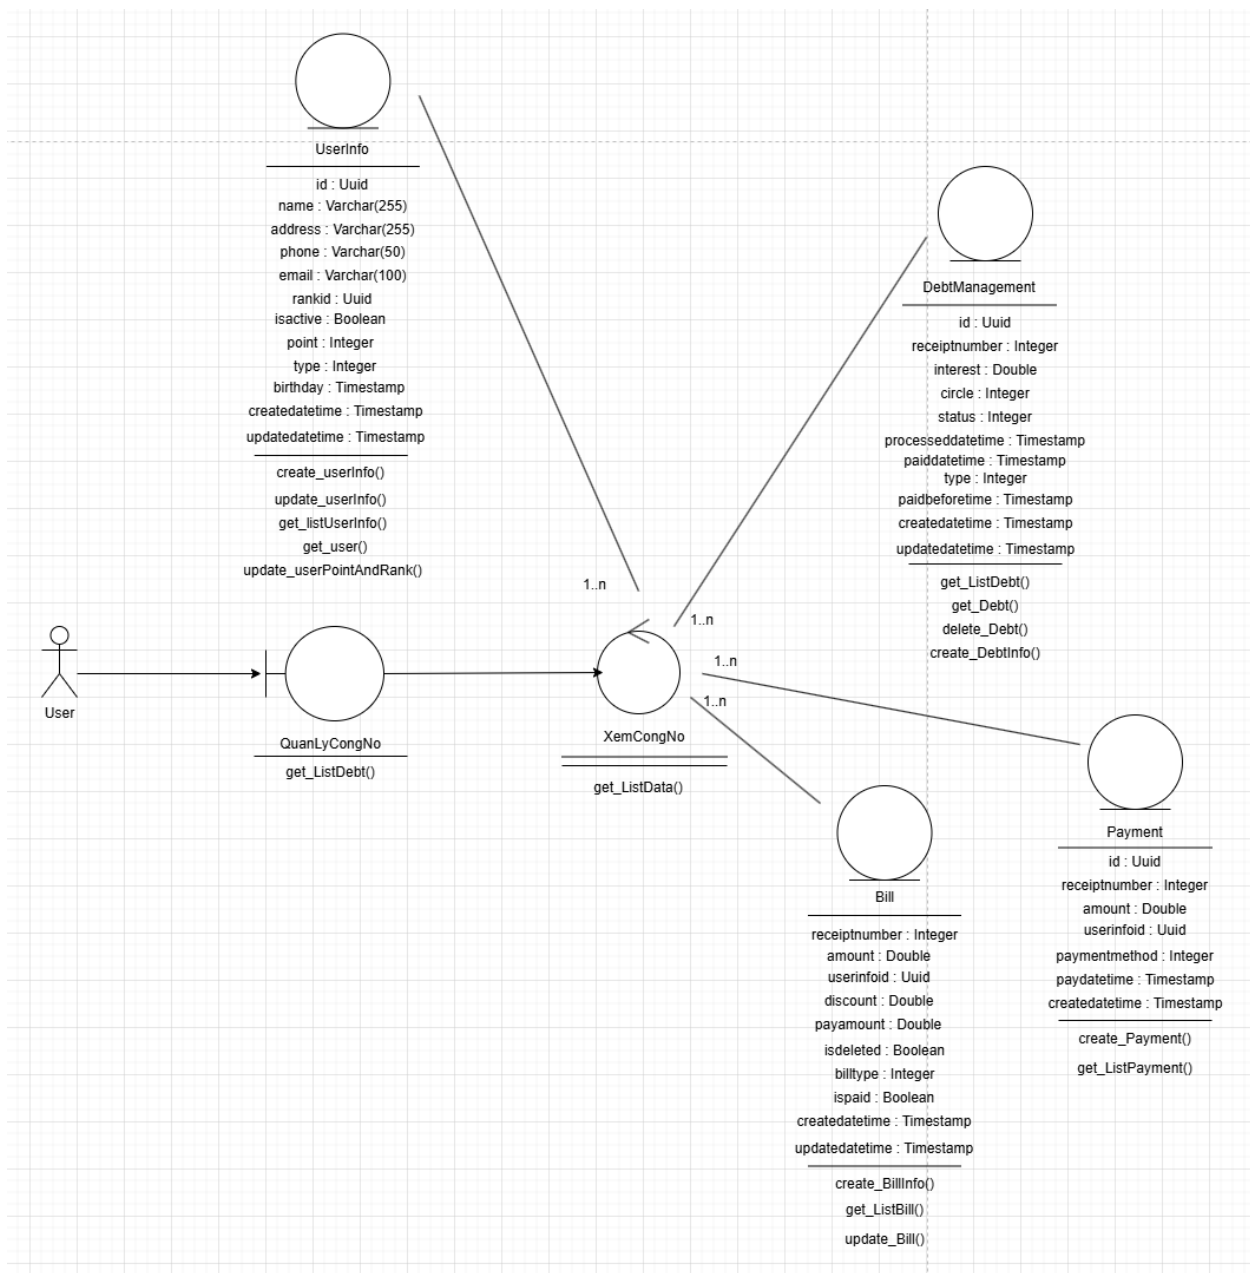 UserInfo
id : Uuid
name : Varchar(255)
address : Varchar(255)
phone : Varchar(50)
email : Varchar(100)
rankid : Uuid
isactive : Boolean
point : Integer
type : Integer
birthday : Timestamp
createdatetime : Timestamp
updatedatetime : Timestamp
create_userInfo()
update_userInfo()
get_listUserInfo()
get_user()
update_userPointAndRank()
DebtManagement
id : Uuid
receiptnumber : Integer
interest : Double
circle : Integer
status : Integer
processeddatetime : Timestamp
paiddatetime : Timestamp
type : Integer
paidbeforetime : Timestamp
createdatetime : Timestamp
updatedatetime : Timestamp
get_ListDebt()
get_Debt()
delete_Debt()
create_DebtInfo()
1..n
1..n
1..n
1..n
User
QuanLyCongNo
get_ListDebt()
XemCongNo
get_ListData()
Bill
receiptnumber : Integer
amount : Double
userinfoid : Uuid
discount : Double
payamount : Double
isdeleted : Boolean
billtype : Integer
ispaid : Boolean
createdatetime : Timestamp
updatedatetime : Timestamp
create_BillInfo()
get_ListBill()
update_Bill()
Payment
id : Uuid
receiptnumber : Integer
amount : Double
userinfoid : Uuid
paymentmethod : Integer
paydatetime : Timestamp
createdatetime : Timestamp
create_Payment()
get_ListPayment()